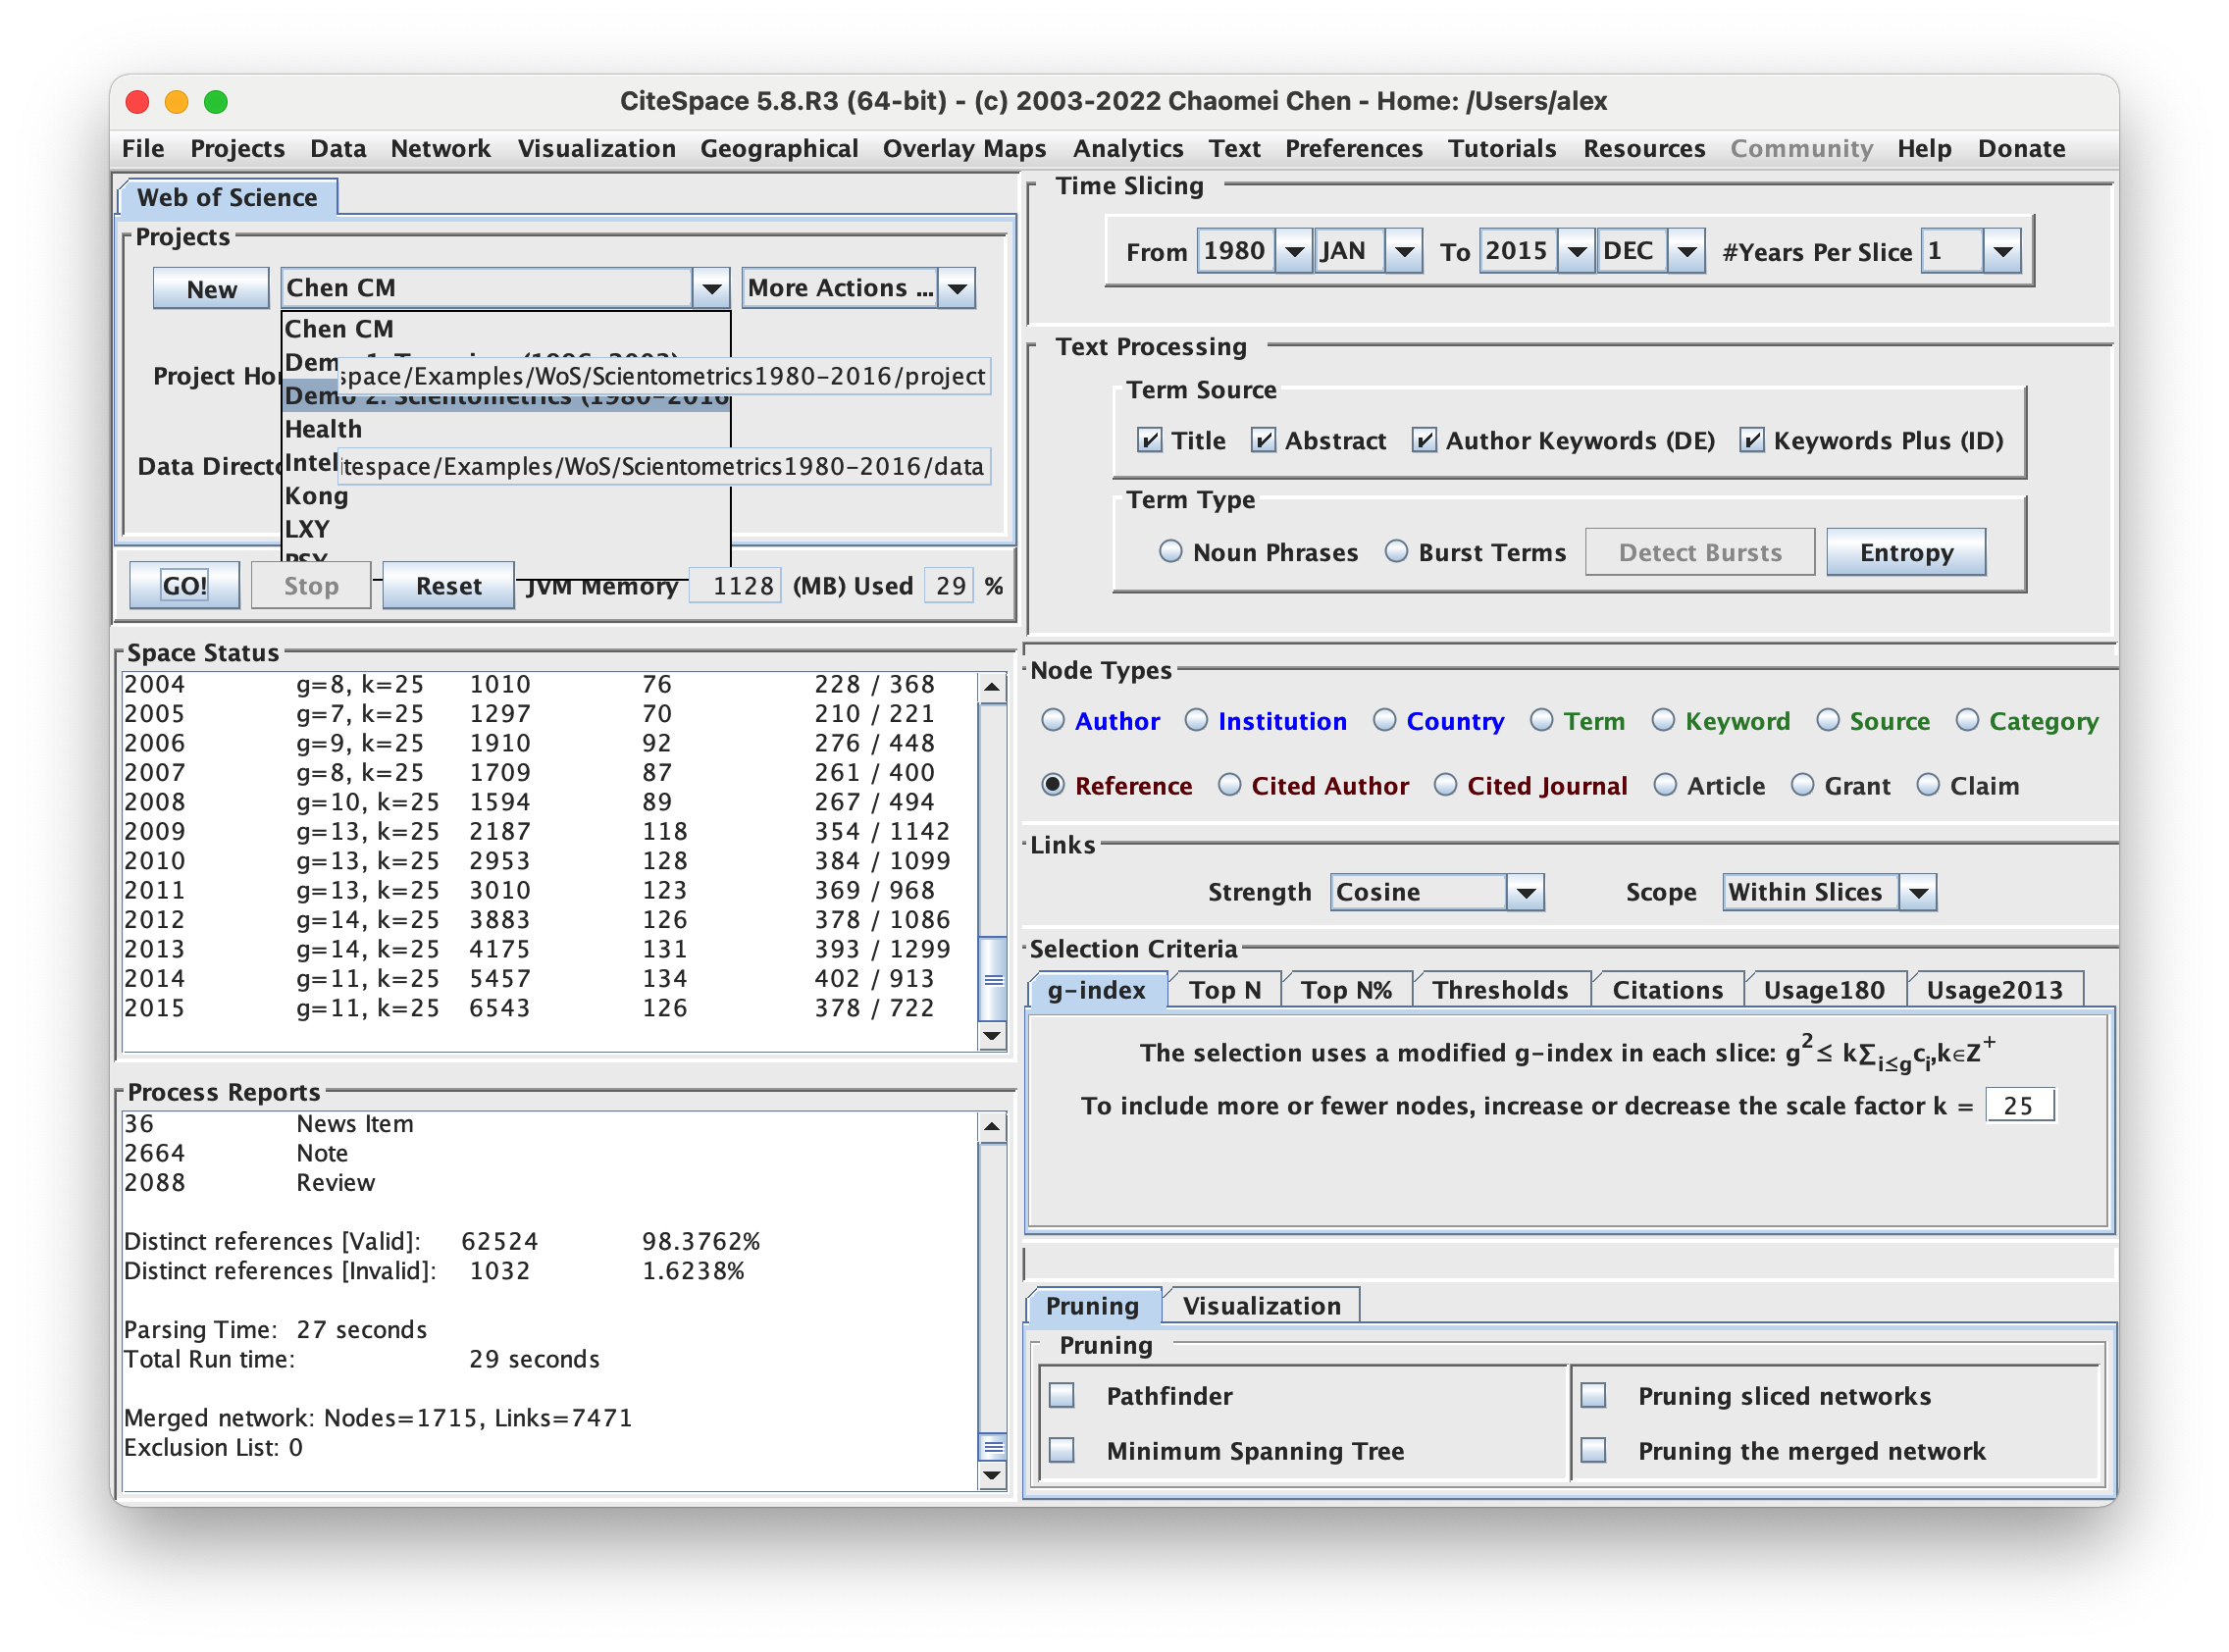 CiteSpace 5.8.R3 (64-bit) - (c) 2003-2022 Chaomei Chen - Home: /Users/alex
File Projects Data Network Visualization Geographical Overlay Maps Analytics Text Preferences Tutorials Resources Community Help Donate
Web of Science
Projects
New Chen CM More Actions ...
Chen CM
Demo 1: (1996-2003)
Project Hom space/Examples/WoS/Scientometrics1980-2016/project
Demo 2: Scientometrics (1980-2016
Health
Data Directo Intel itespace/Examples/WoS/Scientometrics1980-2016/data
Kong
LXY
PSY
GO! Stop Reset JVM Memory 1128 (MB) Used 29 %
Space Status
2004 g=8, k=25 1010 76 228 / 368
2005 g=7, k=25 1297 70 210 / 221
2006 g=9, k=25 1910 92 276 / 448
2007 g=8, k=25 1709 87 261 / 400
2008 g=10, k=25 1594 89 267 / 494
2009 g=13, k=25 2187 118 354 / 1142
2010 g=13, k=25 2953 128 384 / 1099
2011 g=13, k=25 3010 123 369 / 968
2012 g=14, k=25 3883 126 378 / 1086
2013 g=14, k=25 4175 131 393 / 1299
2014 g=11, k=25 5457 134 402 / 913
2015 g=11, k=25 6543 126 378 / 722
Process Reports
36 News Item
2664 Note
2088 Review
Distinct references [Valid]: 62524 98.3762%
Distinct references [Invalid]: 1032 1.6238%
Parsing Time: 27 seconds
Total Run time: 29 seconds
Merged network: Nodes=1715, Links=7471
Exclusion List: 0
Time Slicing
From 1980 JAN To 2015 DEC #Years Per Slice 1
Text Processing
Term Source
Title Abstract Author Keywords (DE) Keywords Plus (ID)
Term Type
Noun Phrases Burst Terms Detect Bursts Entropy
Node Types
Author Institution Country Term Keyword Source Category
Reference Cited Author Cited Journal Article Grant Claim
Links
Strength Cosine Scope Within Slices
Selection Criteria
g-index Top N Top N% Thresholds Citations Usage180 Usage2013
The selection uses a modified g-index in each slice: g²≤ k∑i≤gci,k∈Z⁺
To include more or fewer nodes, increase or decrease the scale factor k = 25
Pruning Visualization
Pruning
Pathfinder Pruning sliced networks
Minimum Spanning Tree Pruning the merged network